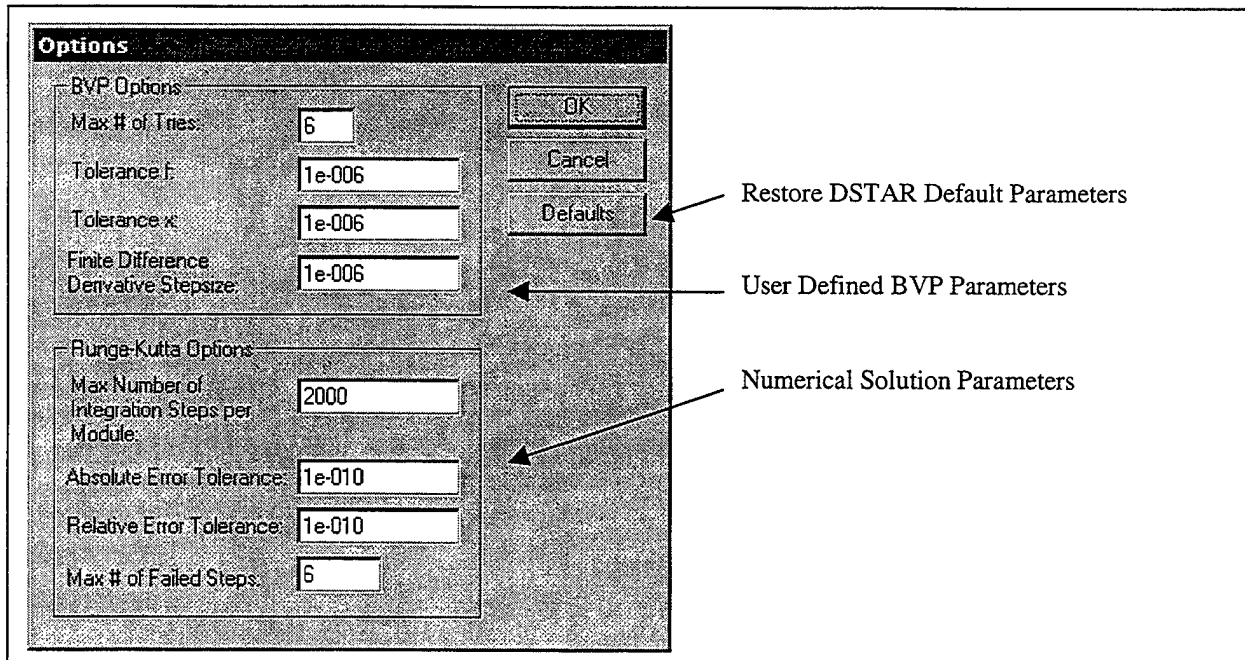 Options
BVP Options
Max # of Tries:
6
Tolerance f:
1e-006
Tolerance x:
1e-006
Finite Difference
Derivative Stepsize:
1e-006
OK
Cancel
Defaults
Restore DSTAR Default Parameters
User Defined BVP Parameters
Runge-Kutta Options
Max Number of
Integration Steps per
Module:
2000
Absolute Error Tolerance:
1e-010
Relative Error Tolerance:
1e-010
Max # of Failed Steps:
6
Numerical Solution Parameters